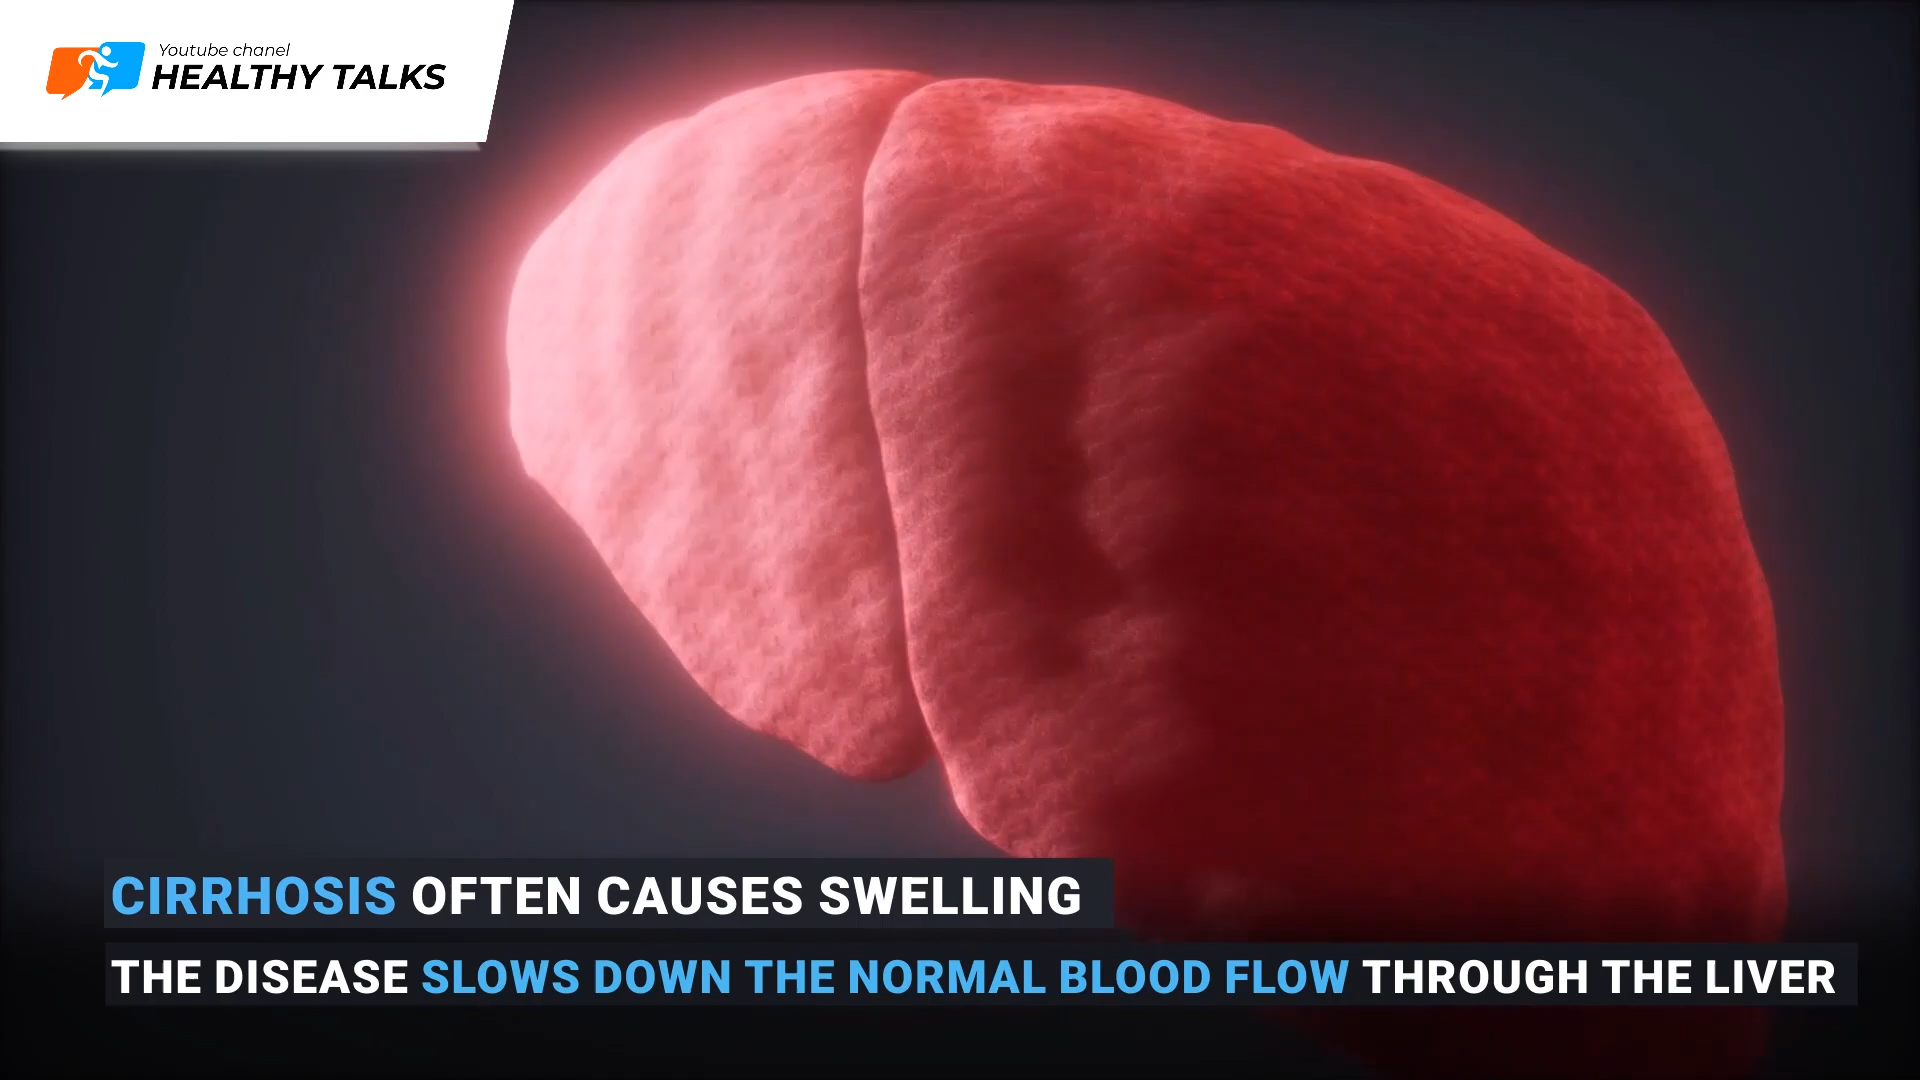 Youtube chanel
HEALTHY TALKS
CIRRHOSIS OFTEN CAUSES SWELLING
THE DISEASE SLOWS DOWN THE NORMAL BLOOD FLOW THROUGH THE LIVER